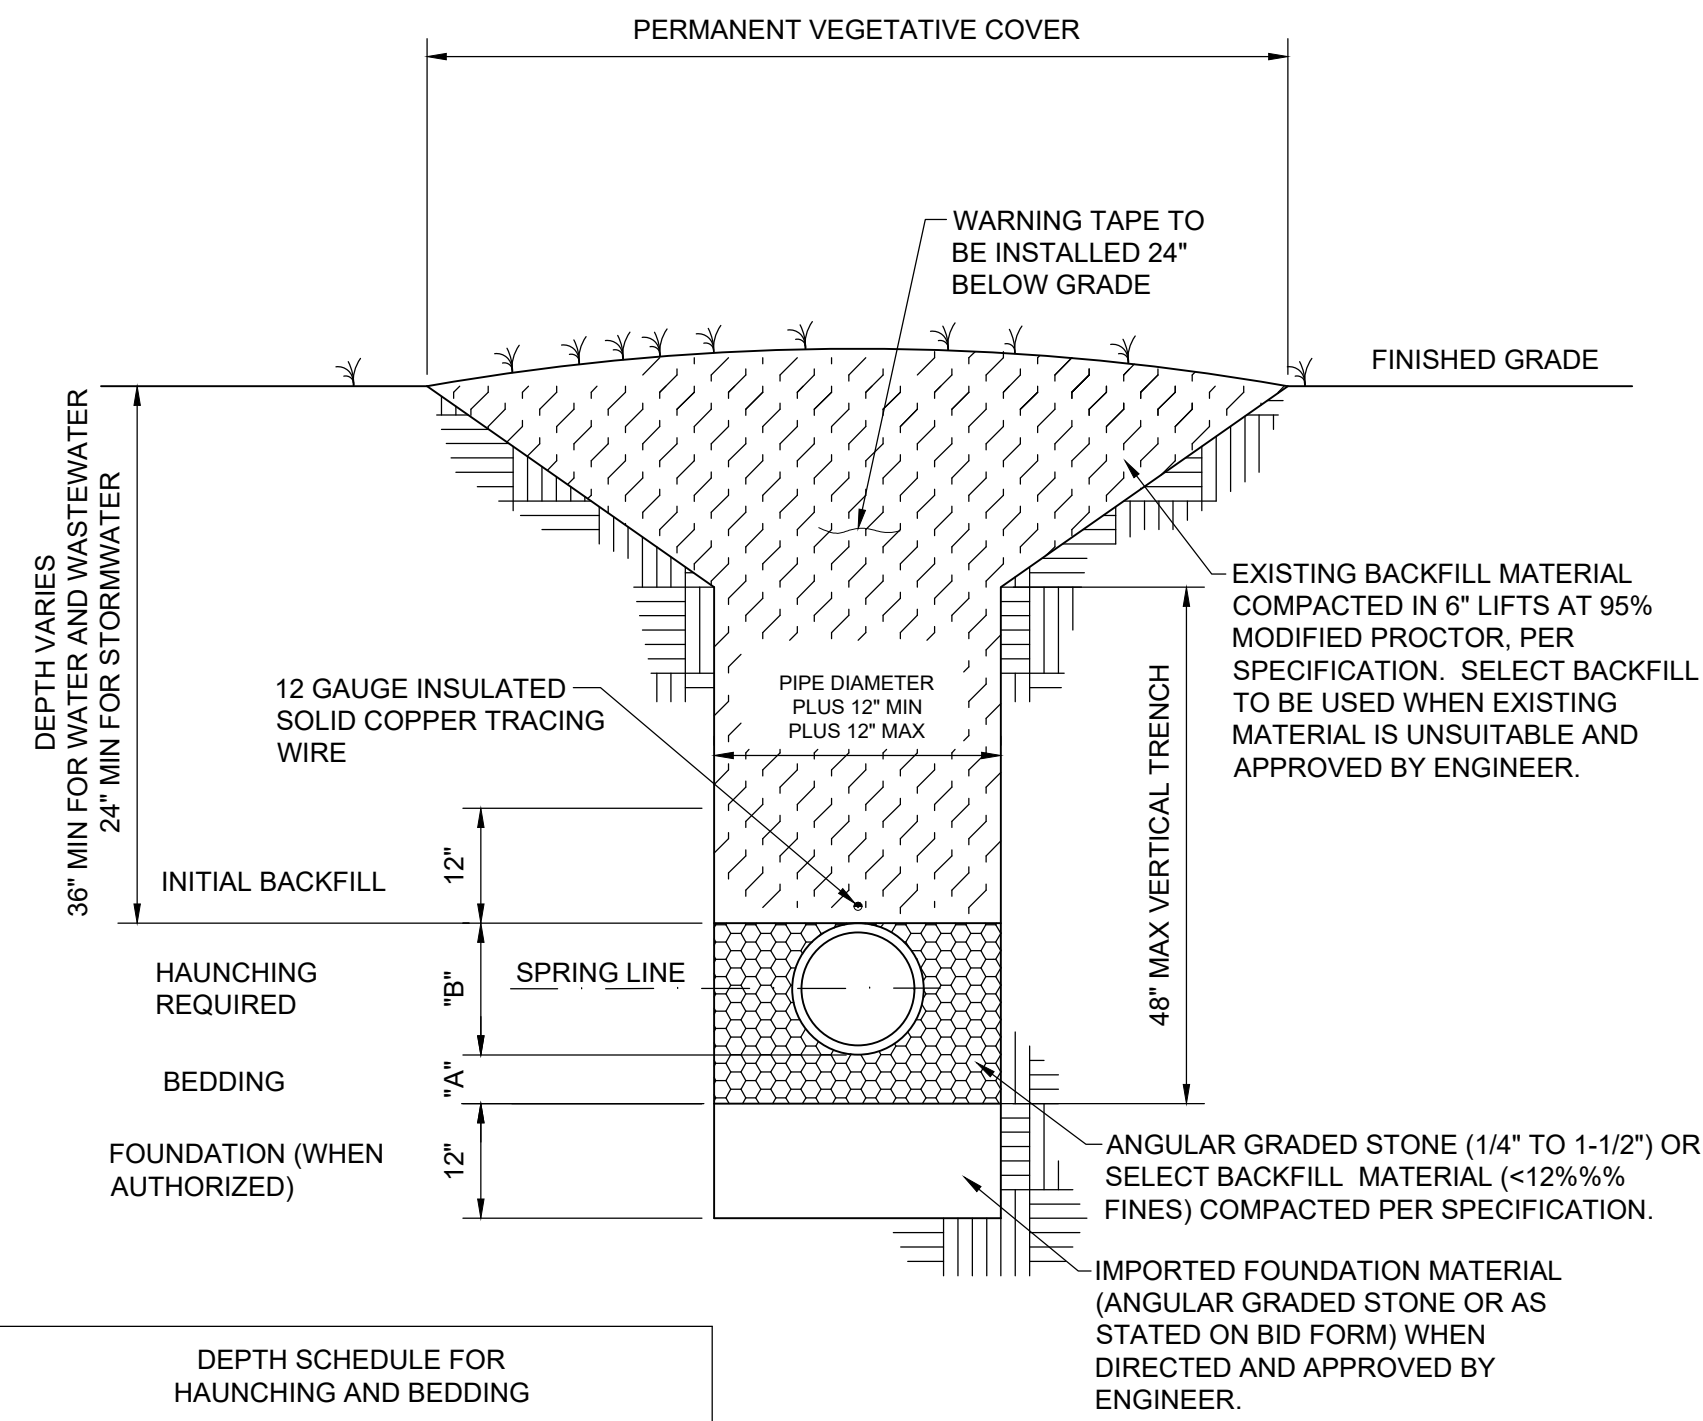 PERMANENT VEGETATIVE COVER
WARNING TAPE TO
BE INSTALLED 24"
BELOW GRADE
FINISHED GRADE
DEPTH VARIES
36" MIN FOR WATER AND WASTEWATER
24" MIN FOR STORMWATER
EXISTING BACKFILL MATERIAL
COMPACTED IN 6" LIFTS AT 95%
MODIFIED PROCTOR, PER
SPECIFICATION. SELECT BACKFILL
TO BE USED WHEN EXISTING
MATERIAL IS UNSUITABLE AND
APPROVED BY ENGINEER.
12 GAUGE INSULATED
SOLID COPPER TRACING
WIRE
PIPE DIAMETER
PLUS 12" MIN
PLUS 12" MAX
48" MAX VERTICAL TRENCH
INITIAL BACKFILL
12"
HAUNCHING
REQUIRED
"B"
SPRING LINE
BEDDING
"A"
FOUNDATION (WHEN
AUTHORIZED)
12"
ANGULAR GRADED STONE (1/4" TO 1-1/2") OR
SELECT BACKFILL MATERIAL (<12%%%
FINES) COMPACTED PER SPECIFICATION.
IMPORTED FOUNDATION MATERIAL
(ANGULAR GRADED STONE OR AS
STATED ON BID FORM) WHEN
DIRECTED AND APPROVED BY
ENGINEER.
DEPTH SCHEDULE FOR
HAUNCHING AND BEDDING